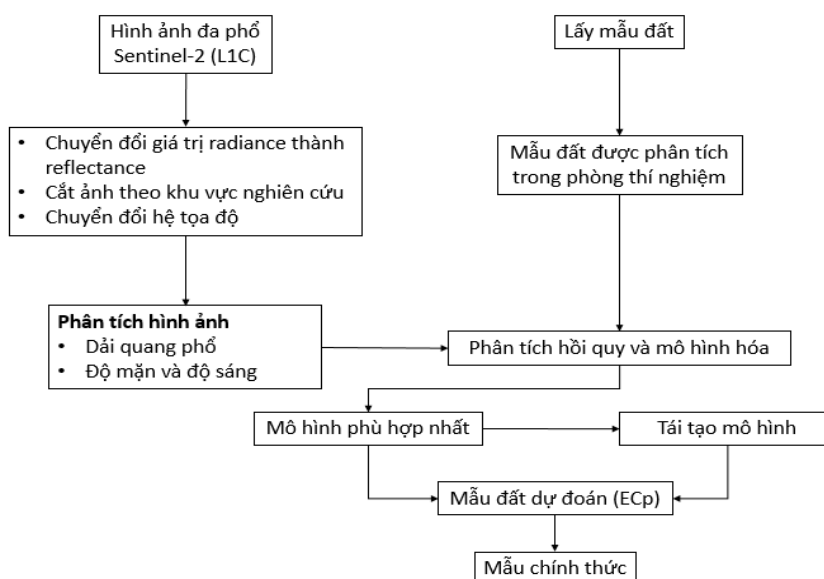 Hình ảnh đa phổ
Sentinel-2 (L1C)
Lấy mẫu đất
• Chuyển đổi giá trị radiance thành
reflectance
• Cắt ảnh theo khu vực nghiên cứu
• Chuyển đổi hệ tọa độ
Mẫu đất được phân tích
trong phòng thí nghiệm
Phân tích hình ảnh
• Dải quang phổ
• Độ mặn và độ sáng
Phân tích hồi quy và mô hình hóa
Mô hình phù hợp nhất
Tái tạo mô hình
Mẫu đất dự đoán (ECp)
Mẫu chính thức